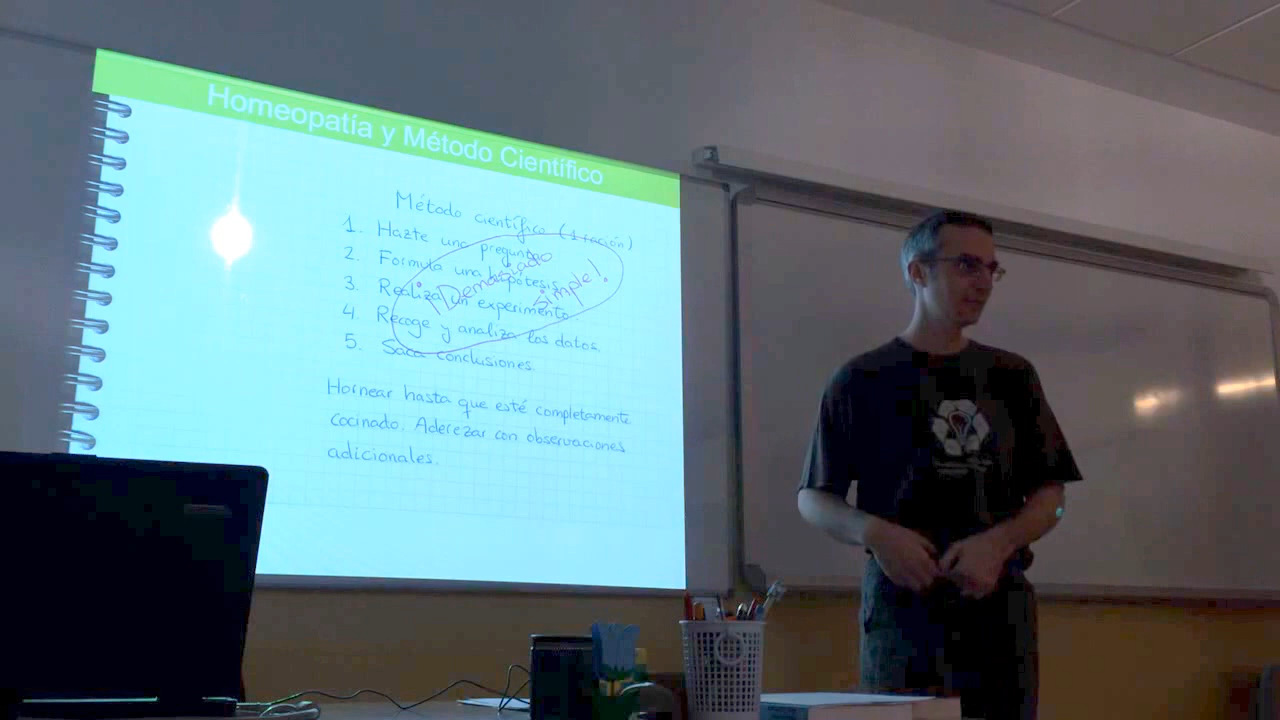 Homeopatía y Método Científico
Método científico (1 ración)
1. Hazte una pregunta
2. Formula una hipótesis
3. Realiza un experimento
4. Recoge y analiza los datos.
5. Saca conclusiones.
¡Demasiado simple!
Hornear hasta que esté completamente
cocinado. Aderezar con observaciones
adicionales.